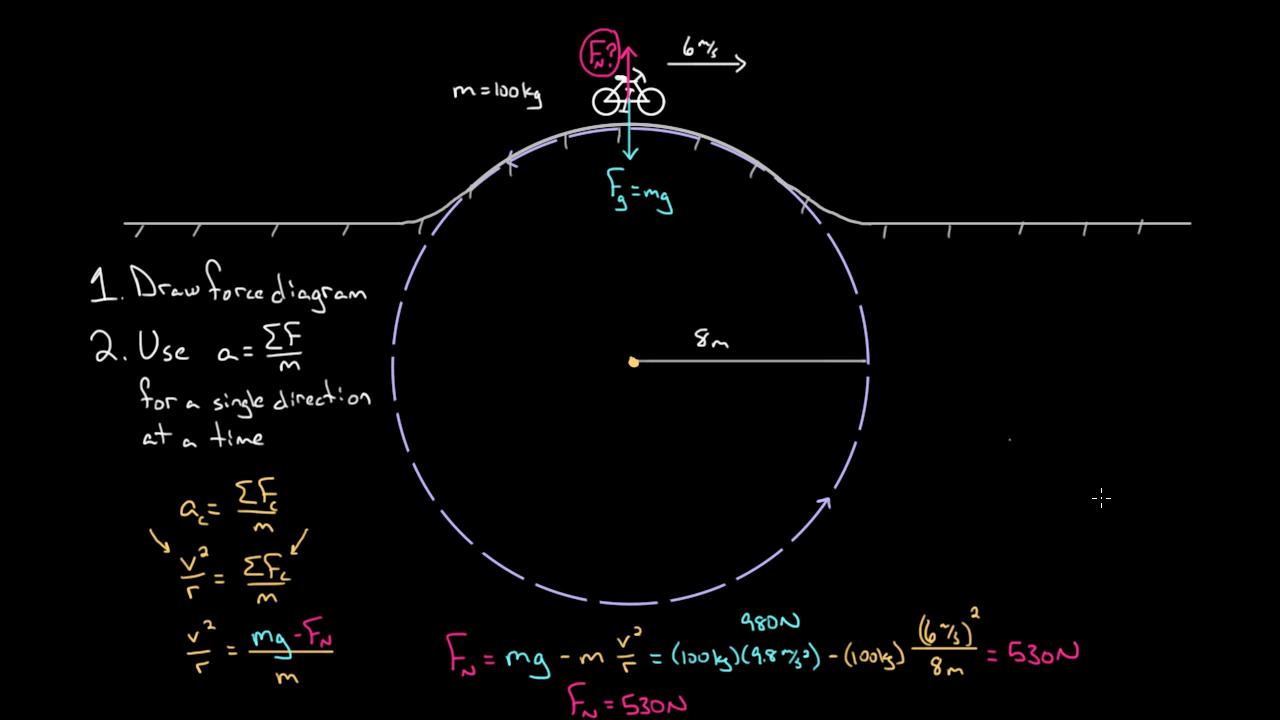 F_N?
6 m/s
m = 100kg
F_g = mg
1. Draw force diagram
2. Use a = ΣF/m
for a single direction
at a time
8m
a_c = ΣF_c/m
v²/r = ΣF_c/m
v²/r = (mg - F_N)/m
980N
F_N = mg - m v²/r = (100kg)(9.8 m/s²) - (100kg) (6 m/s)²/8m = 530N
F_N = 530N